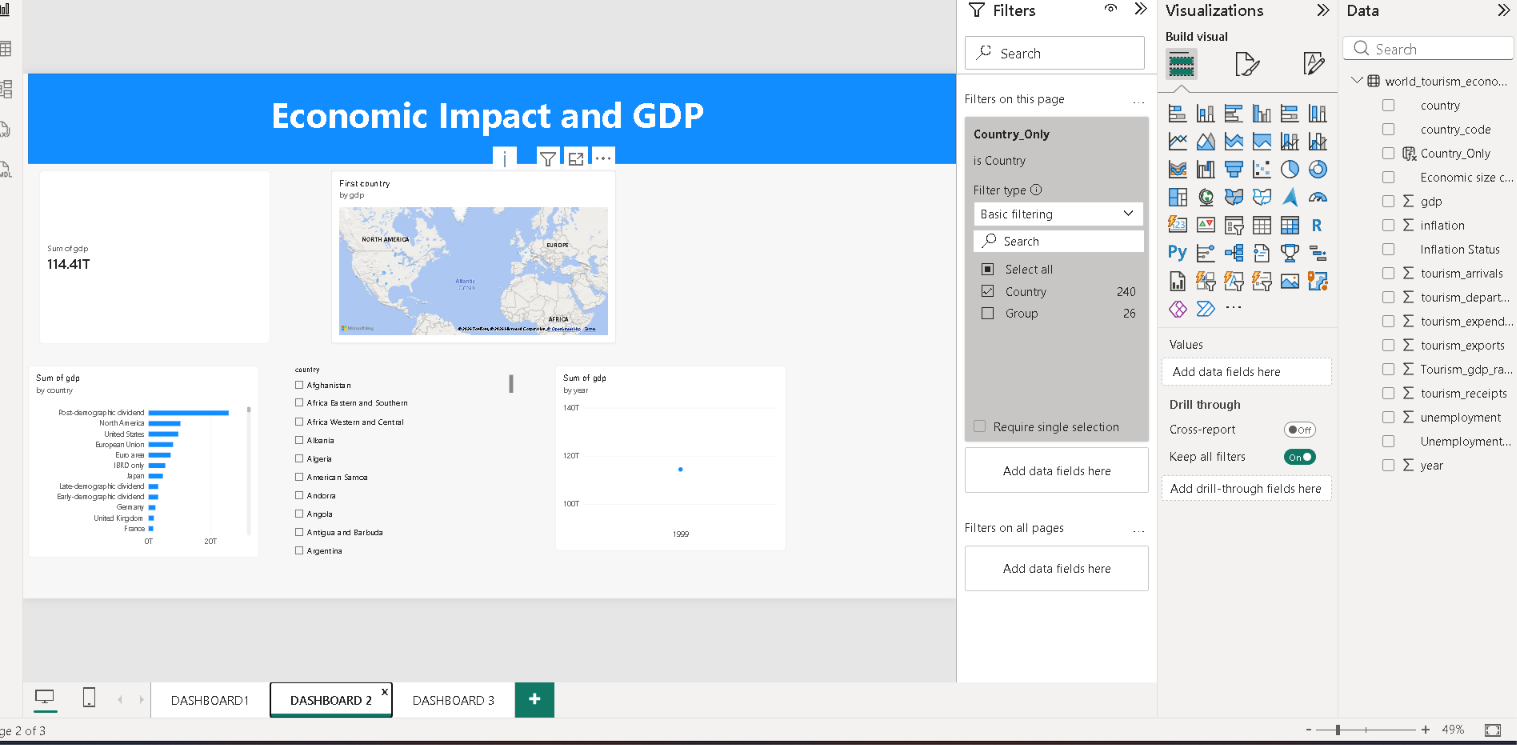 Economic Impact and GDP
Sum of gdp
114.41T
First country
by gdp
NORTH AMERICA
EUROPE
Atlantic
AFRICA
Sum of gdp
by country
Post-demographic dividend
North America
United States
European Union
Euro area
IBRD only
Japan
Late-demographic dividend
Early-demographic dividend
Germany
United Kingdom
France
0T
20T
country
Afghanistan
Africa Eastern and Southern
Africa Western and Central
Albania
Algeria
American Samoa
Andorra
Angola
Antigua and Barbuda
Argentina
Sum of gdp
by year
140T
120T
100T
1999
DASHBOARD1
DASHBOARD 2
x
DASHBOARD 3
+
ge 2 of 3
Filters
Search
Filters on this page
...
Country_Only
is Country
Filter type
Basic filtering
Search
Select all
Country 240
Group 26
Require single selection
Add data fields here
Filters on all pages
...
Add data fields here
Visualizations
Build visual
123
R
Py
...
Values
Add data fields here
Drill through
Cross-report
Off
Keep all filters
On
Add drill-through fields here
Data
Search
world_tourism_econo...
country
country_code
Country_Only
Economic size c...
gdp
inflation
Inflation Status
tourism_arrivals
tourism_depart...
tourism_expend...
tourism_exports
Tourism_gdp_ra...
tourism_receipts
unemployment
Unemployment...
year
- + 49%